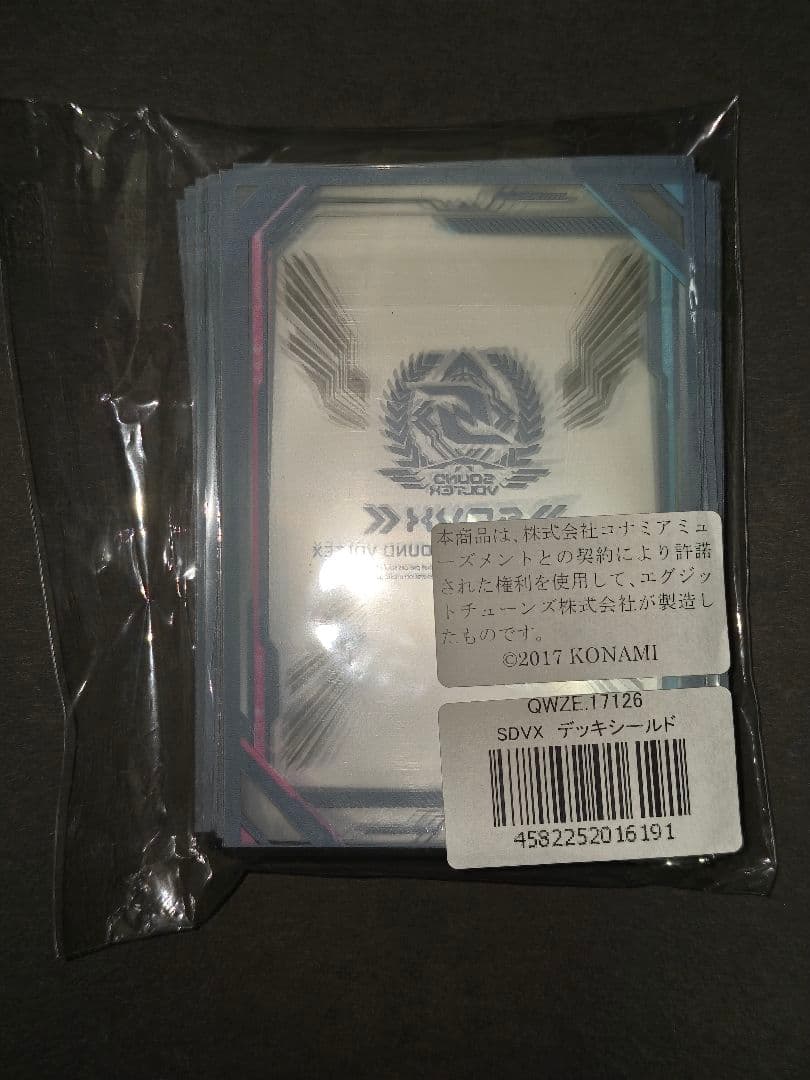 SOUND
VOLTEX
SDVX
SOUND VOLTEX
本商品は、株式会社コナミアミュ
ーズメントとの契約により許諾
された権利を使用して、エグジッ
トチューンズ株式会社が製造し
たものです。
©2017 KONAMI
QWZE.17126
SDVX デッキシールド
4582252016191